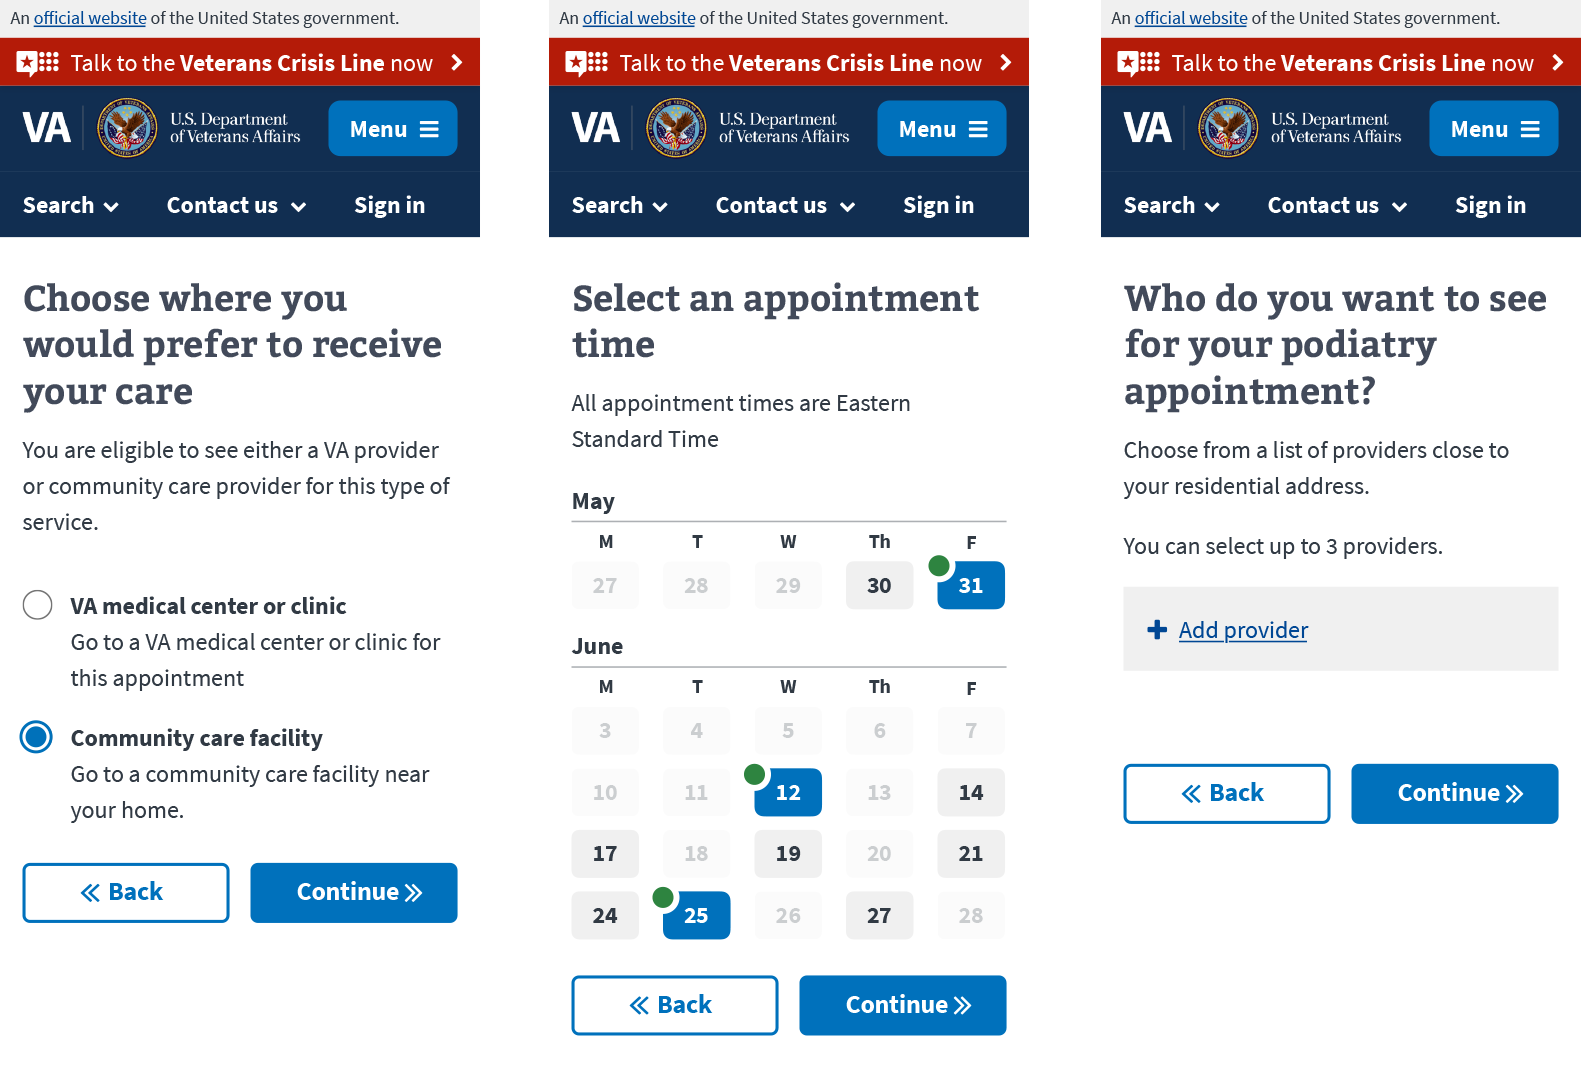 An official website of the United States government.
Talk to the Veterans Crisis Line now
VA
U.S. Department
of Veterans Affairs
Menu
Search
Contact us
Sign in
Choose where you
would prefer to receive
your care
You are eligible to see either a VA provider
or community care provider for this type of
service.
VA medical center or clinic
Go to a VA medical center or clinic for
this appointment
Community care facility
Go to a community care facility near
your home.
Back
Continue
An official website of the United States government.
Talk to the Veterans Crisis Line now
VA
U.S. Department
of Veterans Affairs
Menu
Search
Contact us
Sign in
Select an appointment
time
All appointment times are Eastern
Standard Time
May
M T W Th F
27 28 29 30 31
June
M T W Th F
3 4 5 6 7
10 11 12 13 14
17 18 19 20 21
24 25 26 27 28
Back
Continue
An official website of the United States government.
Talk to the Veterans Crisis Line now
VA
U.S. Department
of Veterans Affairs
Menu
Search
Contact us
Sign in
Who do you want to see
for your podiatry
appointment?
Choose from a list of providers close to
your residential address.
You can select up to 3 providers.
Add provider
Back
Continue